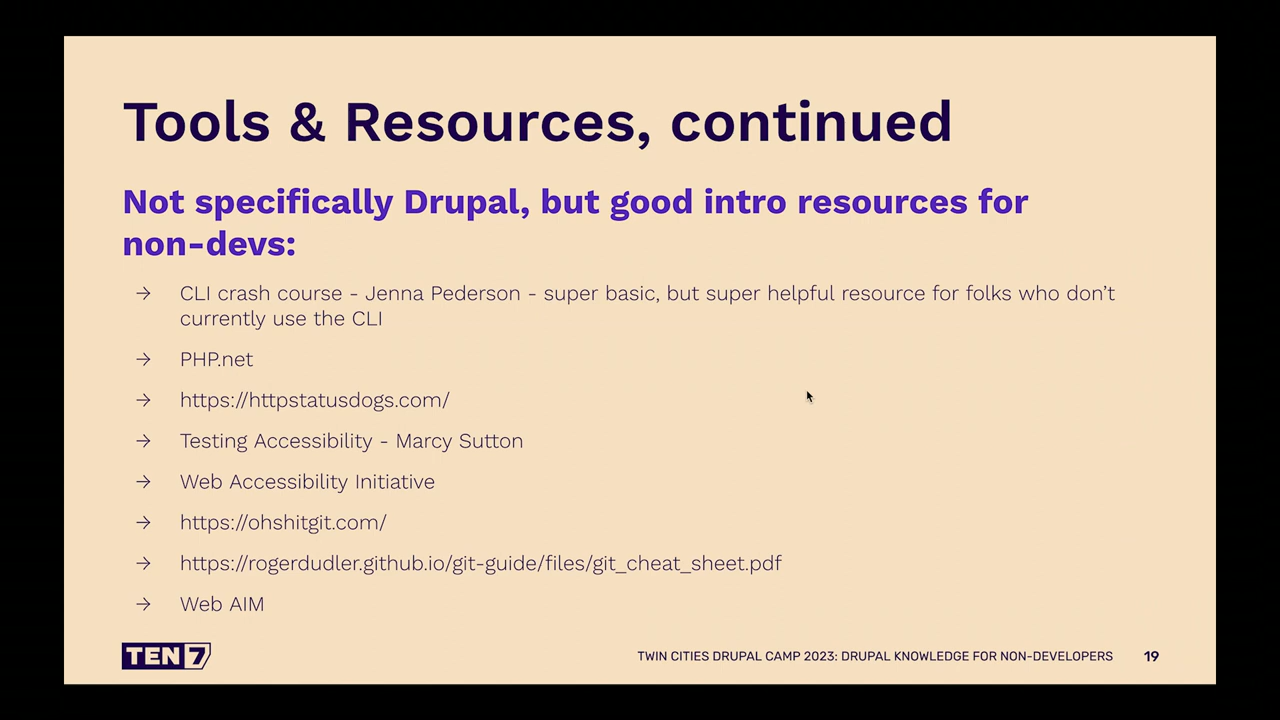 Tools & Resources, continued
Not specifically Drupal, but good intro resources for
non-devs:
→ CLI crash course - Jenna Pederson - super basic, but super helpful resource for folks who don’t
currently use the CLI
→ PHP.net
→ https://httpstatusdogs.com/
→ Testing Accessibility - Marcy Sutton
→ Web Accessibility Initiative
→ https://ohshitgit.com/
→ https://rogerdudler.github.io/git-guide/files/git_cheat_sheet.pdf
→ Web AIM
TEN7
TWIN CITIES DRUPAL CAMP 2023: DRUPAL KNOWLEDGE FOR NON-DEVELOPERS 19